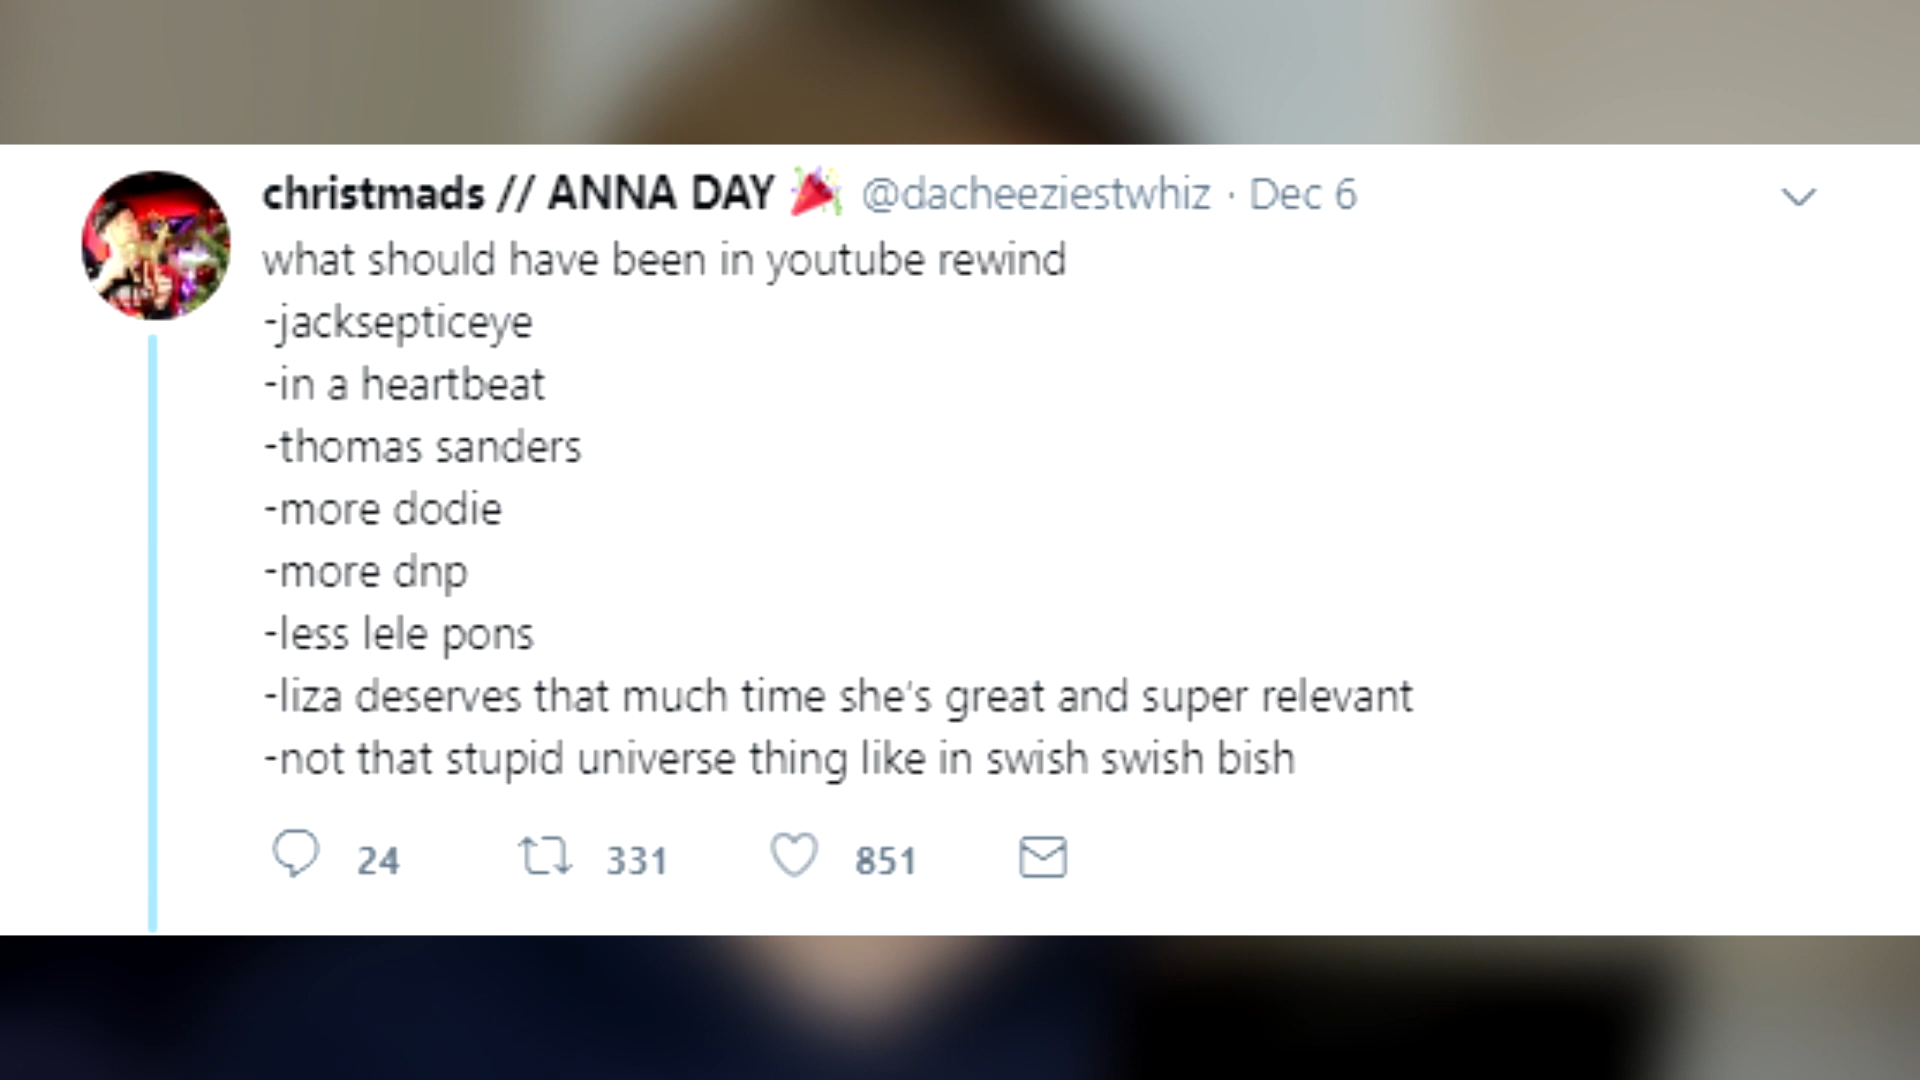 christmads // ANNA DAY 🎉 @dacheeziestwhiz · Dec 6
what should have been in youtube rewind
-jacksepticeye
-in a heartbeat
-thomas sanders
-more dodie
-more dnp
-less lele pons
-liza deserves that much time she's great and super relevant
-not that stupid universe thing like in swish swish bish
24 331 851